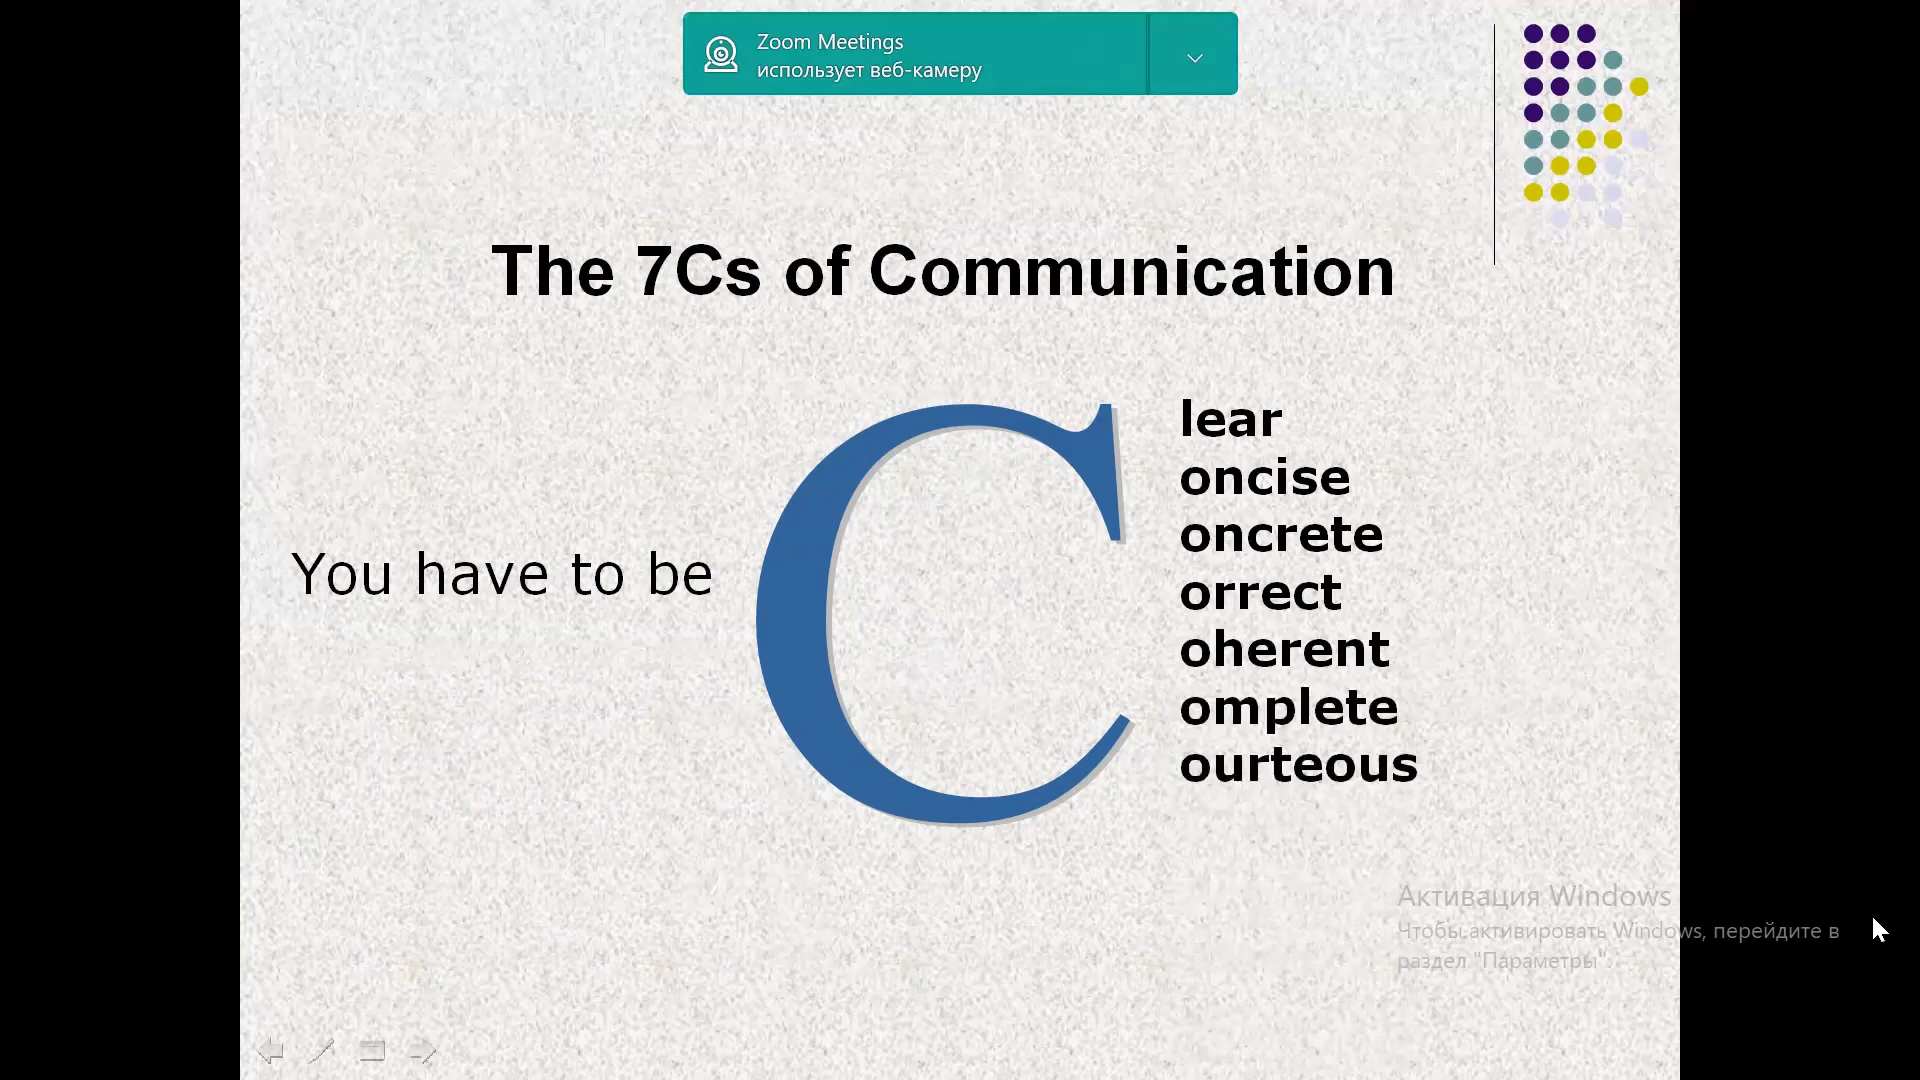 Zoom Meetings
использует веб-камеру
The 7Cs of Communication
You have to be
C
lear
oncise
oncrete
orrect
oherent
omplete
ourteous
Активация Windows
Чтобы активировать Windows, перейдите в
раздел "Параметры".